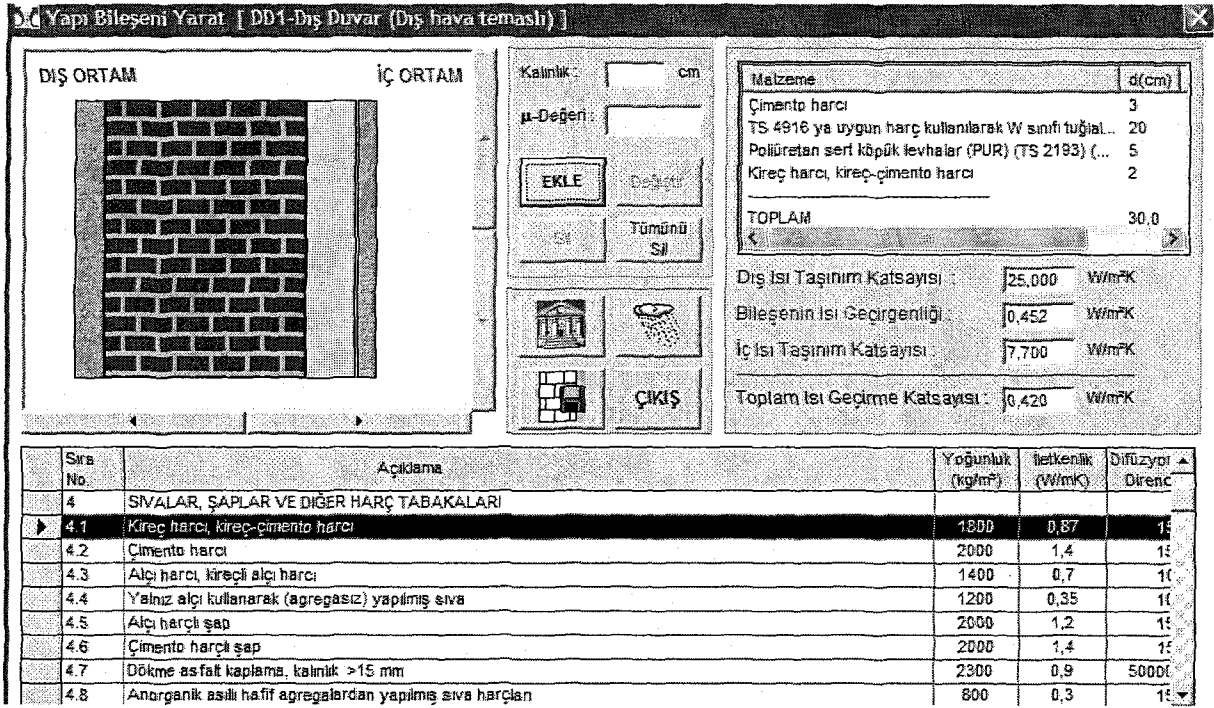 Yapı Bileşeni Yarat [ DD1-Dış Duvar (Dış hava temaslı) ]
DIŞ ORTAM İÇ ORTAM
Kalınlık : cm
µ-Değeri :
EKLE Değiştir
Sil Tümünü Sil
ÇIKIŞ
Malzeme d(cm)
Çimento harcı 3
TS 4916 ya uygun harç kullanılarak W sınıfı tuğlal... 20
Poliüretan sert köpük levhalar (PUR) (TS 2193) (... 5
Kireç harcı, kireç-çimento harcı 2
TOPLAM 30,0
Dış Isı Taşınım Katsayısı : 25,000 W/m²K
Bileşenin Isı Geçirgenliği : 0,452 W/m²K
İç Isı Taşınım Katsayısı : 7,700 W/m²K
Toplam Isı Geçirme Katsayısı : 0,420 W/m²K
Sıra No. Açıklama Yoğunluk (kg/m³) İletkenlik (W/mK) Difüzyon Direnc
4 SIVALAR, ŞAPLAR VE DİĞER HARÇ TABAKALARI
4.1 Kireç harcı, kireç-çimento harcı 1800 0,87 15
4.2 Çimento harcı 2000 1,4 15
4.3 Alçı harcı, kireçli alçı harcı 1400 0,7 10
4.4 Yalnız alçı kullanarak (agregasız) yapılmış sıva 1200 0,35 10
4.5 Alçı harçlı şap 2000 1,2 15
4.6 Çimento harçlı şap 2000 1,4 15
4.7 Dökme asfalt kaplama, kalınlık >15 mm 2300 0,9 50000
4.8 Anorganik asıllı hafif agregalardan yapılmış sıva harçları 800 0,3 15